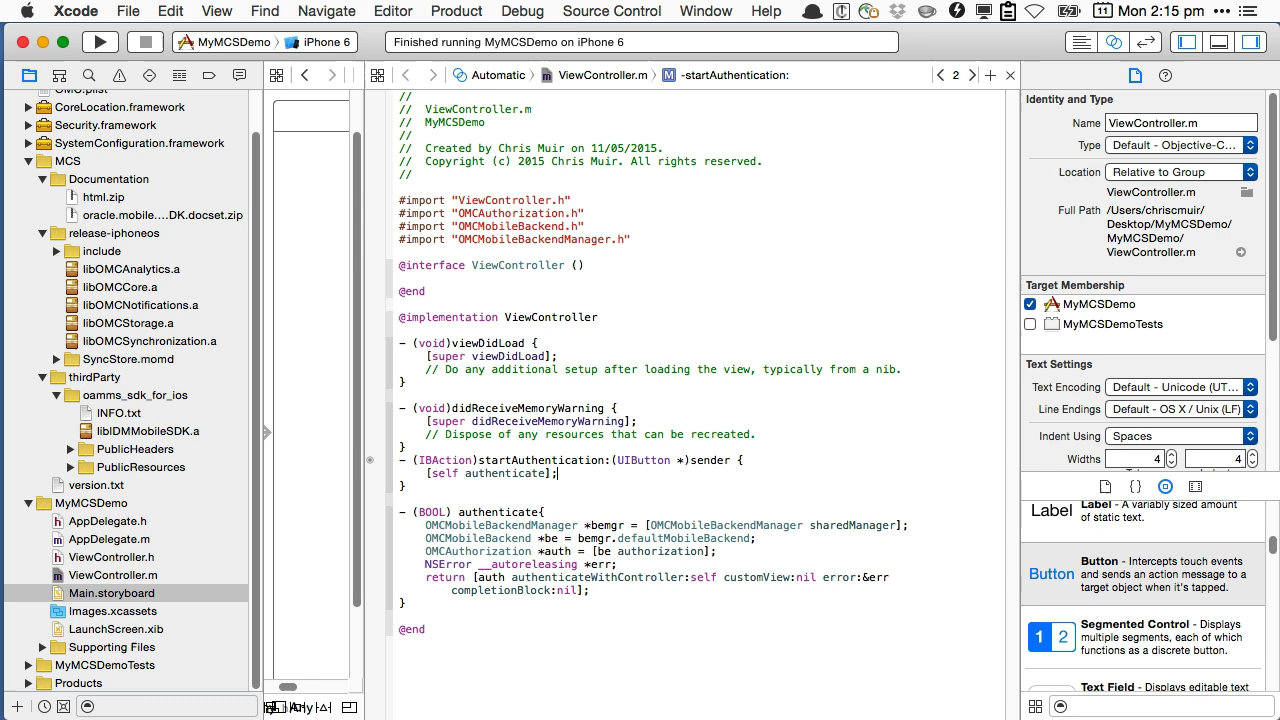 Xcode File Edit View Find Navigate Editor Product Debug Source Control Window Help 11 Mon 2:15 pm
MyMCSDemo iPhone 6 Finished running MyMCSDemo on iPhone 6
Automatic ViewController.m M -startAuthentication: 2
CoreLocation.framework
Security.framework
SystemConfiguration.framework
MCS
Documentation
html.zip
oracle.mobile....DK.docset.zip
release-iphoneos
include
libOMCAnalytics.a
libOMCCore.a
libOMCNotifications.a
libOMCStorage.a
libOMCSynchronization.a
SyncStore.momd
thirdParty
oamms_sdk_for_ios
INFO.txt
libIDMMobileSDK.a
PublicHeaders
PublicResources
version.txt
MyMCSDemo
h AppDelegate.h
m AppDelegate.m
h ViewController.h
m ViewController.m
Main.storyboard
Images.xcassets
LaunchScreen.xib
Supporting Files
MyMCSDemoTests
Products
Any
//
//  ViewController.m
//  MyMCSDemo
//
//  Created by Chris Muir on 11/05/2015.
//  Copyright (c) 2015 Chris Muir. All rights reserved.
//
#import "ViewController.h"
#import "OMCAuthorization.h"
#import "OMCMobileBackend.h"
#import "OMCMobileBackendManager.h"
@interface ViewController ()
@end
@implementation ViewController
- (void)viewDidLoad {
[super viewDidLoad];
// Do any additional setup after loading the view, typically from a nib.
}
- (void)didReceiveMemoryWarning {
[super didReceiveMemoryWarning];
// Dispose of any resources that can be recreated.
}
- (IBAction)startAuthentication:(UIButton *)sender {
[self authenticate];
}
- (BOOL) authenticate{
OMCMobileBackendManager *bemgr = [OMCMobileBackendManager sharedManager];
OMCMobileBackend *be = bemgr.defaultMobileBackend;
OMCAuthorization *auth = [be authorization];
NSError __autoreleasing *err;
return [auth authenticateWithController:self customView:nil error:&err
completionBlock:nil];
}
@end
Identity and Type
Name ViewController.m
Type Default - Objective-C...
Location Relative to Group
ViewController.m
Full Path /Users/chriscmuir/
Desktop/MyMCSDemo/
MyMCSDemo/
ViewController.m
Target Membership
MyMCSDemo
MyMCSDemoTests
Text Settings
Text Encoding Default - Unicode (UT...
Line Endings Default - OS X / Unix (LF)
Indent Using Spaces
Widths 4 4
Label Label - A variably sized amount
of static text.
Button Button - Intercepts touch events
and sends an action message to a
target object when it's tapped.
1 2 Segmented Control - Displays
multiple segments, each of which
functions as a discrete button.
Text Field - Displays editable text